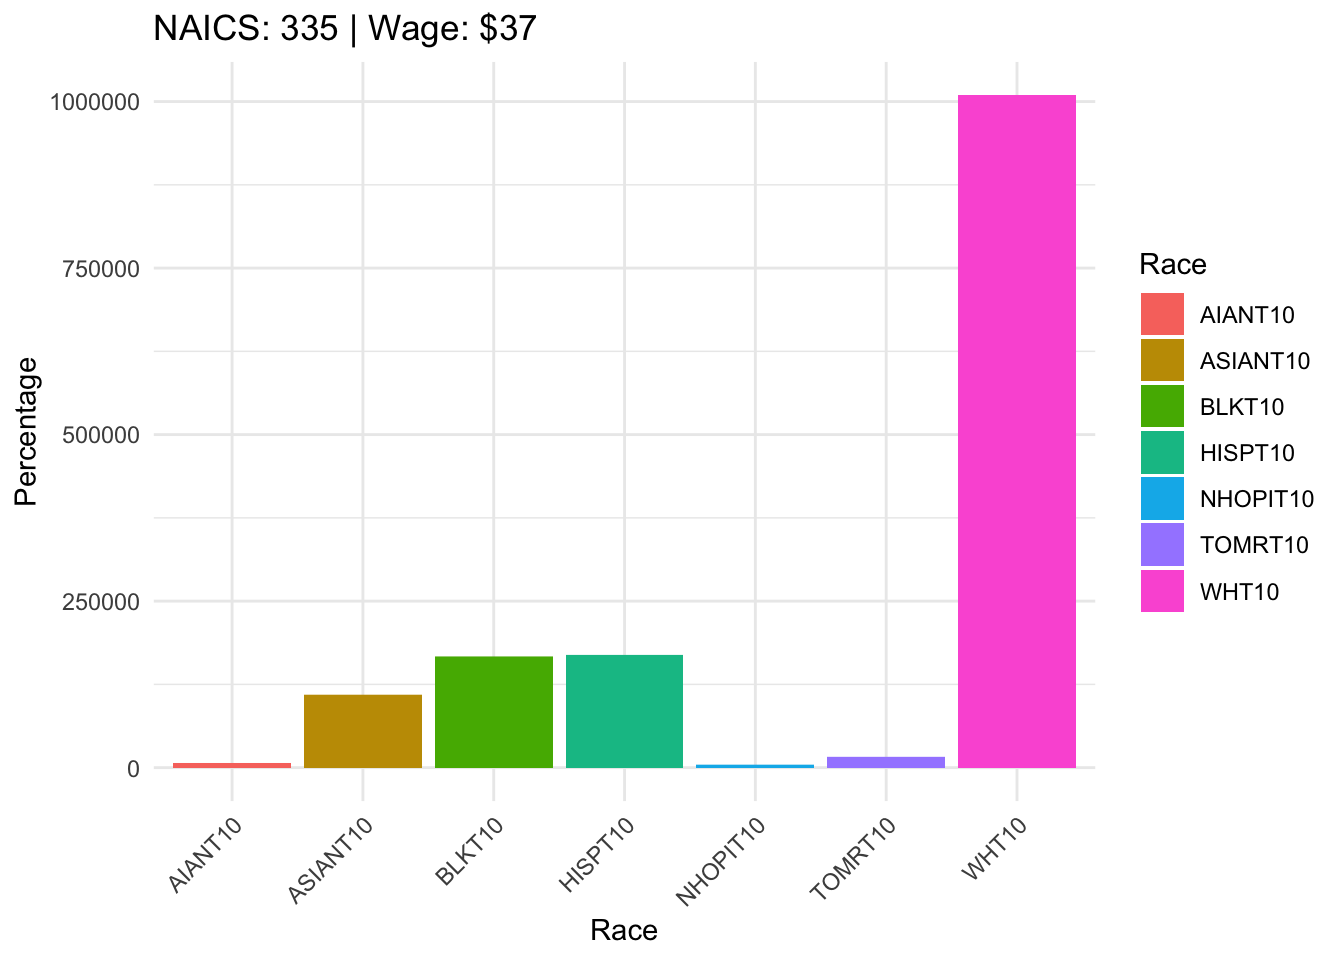 NAICS: 335 | Wage: $37
Percentage
1000000
750000
500000
250000
0
AIANT10
ASIANT10
BLKT10
HISPT10
NHOPIT10
TOMRT10
WHT10
Race
Race
AIANT10
ASIANT10
BLKT10
HISPT10
NHOPIT10
TOMRT10
WHT10